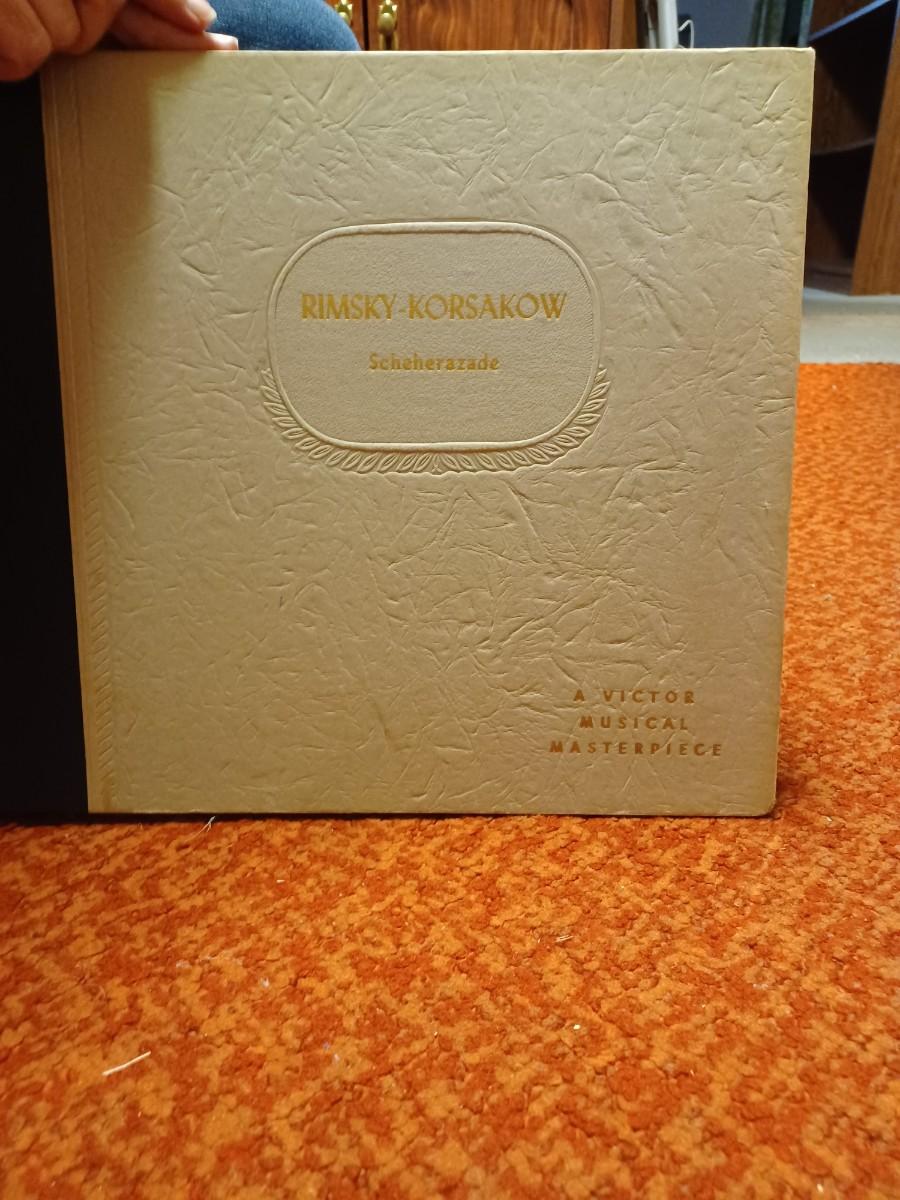 RIMSKY-KORSAKOW
Scheherazade
A VICTOR
MUSICAL
MASTERPIECE